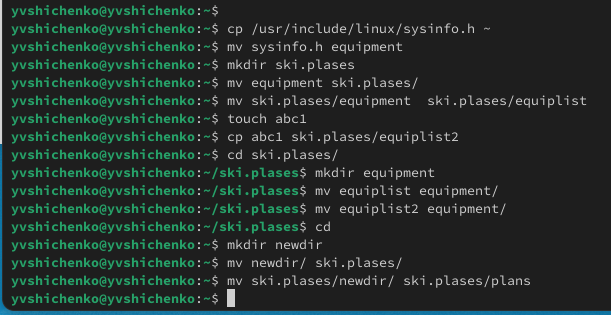 yvshichenko@yvshichenko:~$
yvshichenko@yvshichenko:~$ cp /usr/include/linux/sysinfo.h ~
yvshichenko@yvshichenko:~$ mv sysinfo.h equipment
yvshichenko@yvshichenko:~$ mkdir ski.plases
yvshichenko@yvshichenko:~$ mv equipment ski.plases/
yvshichenko@yvshichenko:~$ mv ski.plases/equipment  ski.plases/equiplist
yvshichenko@yvshichenko:~$ touch abc1
yvshichenko@yvshichenko:~$ cp abc1 ski.plases/equiplist2
yvshichenko@yvshichenko:~$ cd ski.plases/
yvshichenko@yvshichenko:~/ski.plases$ mkdir equipment
yvshichenko@yvshichenko:~/ski.plases$ mv equiplist equipment/
yvshichenko@yvshichenko:~/ski.plases$ mv equiplist2 equipment/
yvshichenko@yvshichenko:~/ski.plases$ cd
yvshichenko@yvshichenko:~$ mkdir newdir
yvshichenko@yvshichenko:~$ mv newdir/ ski.plases/
yvshichenko@yvshichenko:~$ mv ski.plases/newdir/ ski.plases/plans
yvshichenko@yvshichenko:~$